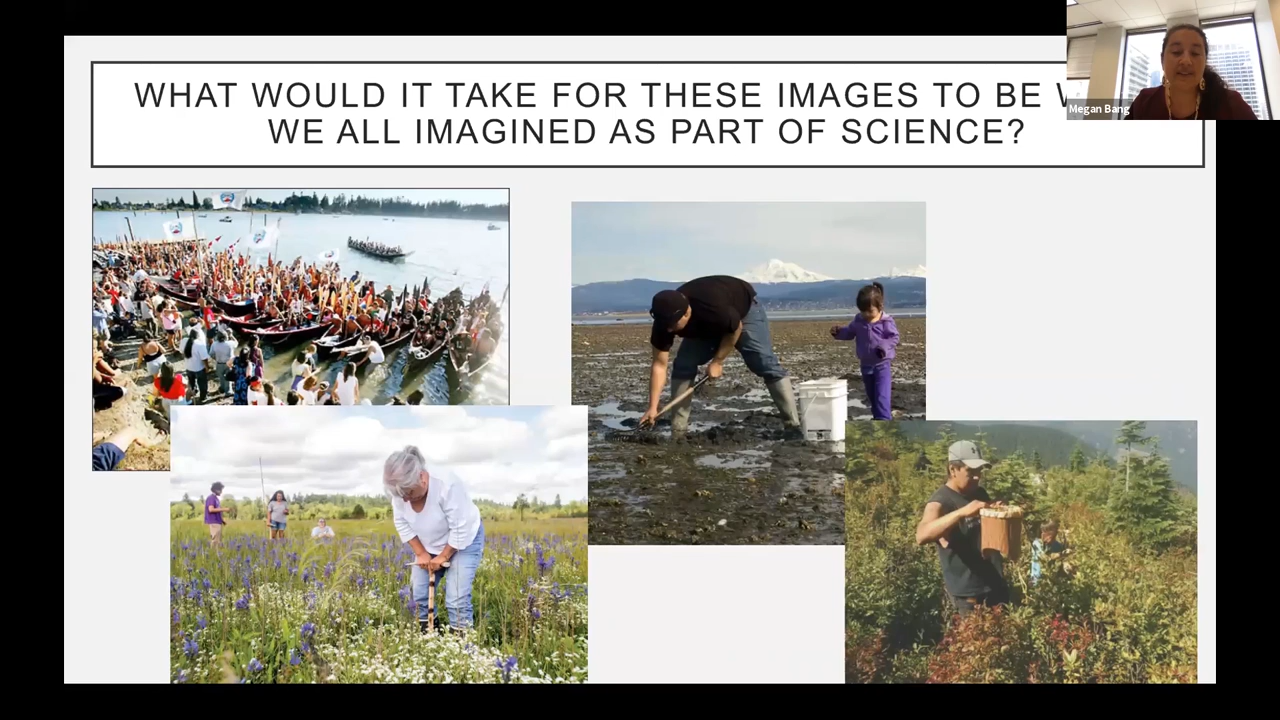 WHAT WOULD IT TAKE FOR THESE IMAGES TO BE
WE ALL IMAGINED AS PART OF SCIENCE?
Megan Bang